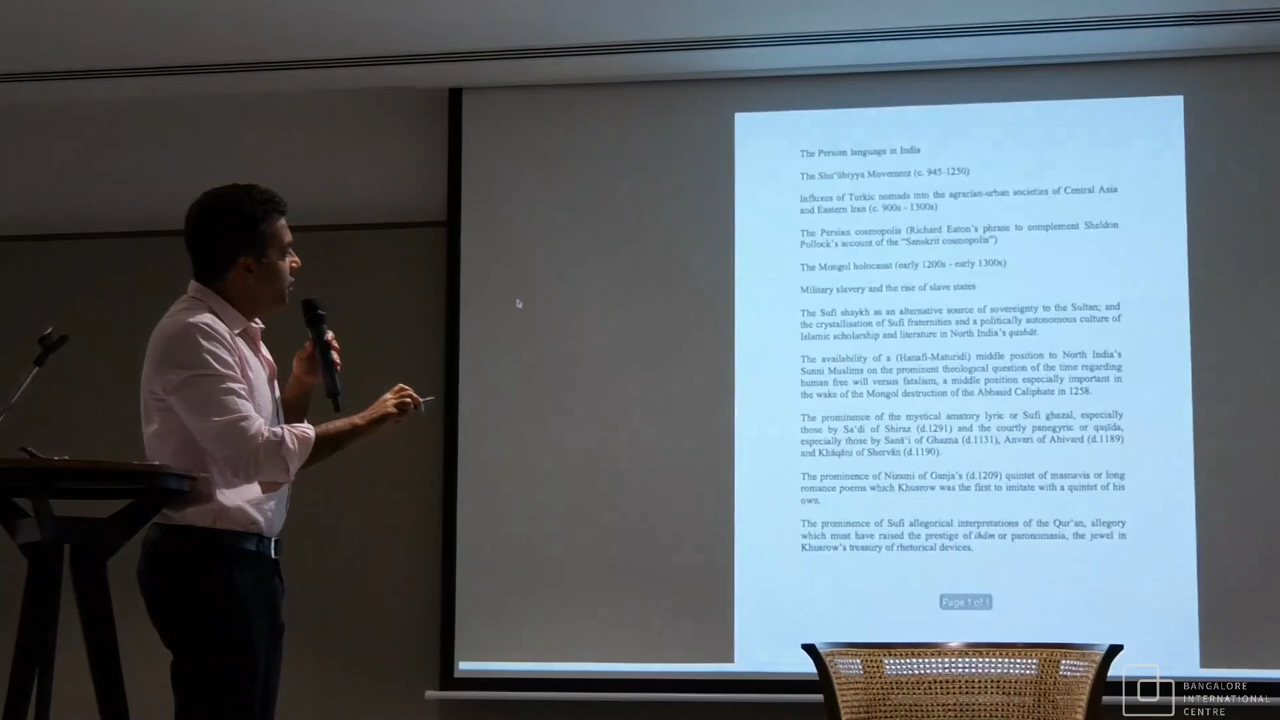 The Persian language in India
The Shu‘ūbiyya Movement (c. 945-1250)
Influxes of Turkic nomads into the agrarian-urban societies of Central Asia
and Eastern Iran (c. 900s - 1300s)
The Persian cosmopolis (Richard Eaton's phrase to complement Sheldon
Pollock's account of the "Sanskrit cosmopolis")
The Mongol holocaust (early 1200s - early 1300s)
Military slavery and the rise of slave states
The Sufi shaykh as an alternative source of sovereignty to the Sultan; and
the crystallisation of Sufi fraternities and a politically autonomous culture of
Islamic scholarship and literature in North India's qasbāt.
The availability of a (Hanafi-Maturidi) middle position to North India's
Sunni Muslims on the prominent theological question of the time regarding
human free will versus fatalism, a middle position especially important in
the wake of the Mongol destruction of the Abbasid Caliphate in 1258.
The prominence of the mystical amatory lyric or Sufi ghazal, especially
those by Sa‘di of Shiraz (d.1291) and the courtly panegyric or qaṣīda,
especially those by Sanā'i of Ghazna (d.1131), Anvari of Abivard (d.1189)
and Khāqāni of Shervān (d.1190).
The prominence of Nizami of Ganja's (d.1209) quintet of masnavis or long
romance poems which Khusrow was the first to imitate with a quintet of his
own.
The prominence of Sufi allegorical interpretations of the Qur'an, allegory
which must have raised the prestige of ihām or paronomasia, the jewel in
Khusrow's treasury of rhetorical devices.
Page 1 of 1
BANGALORE
INTERNATIONAL
CENTRE